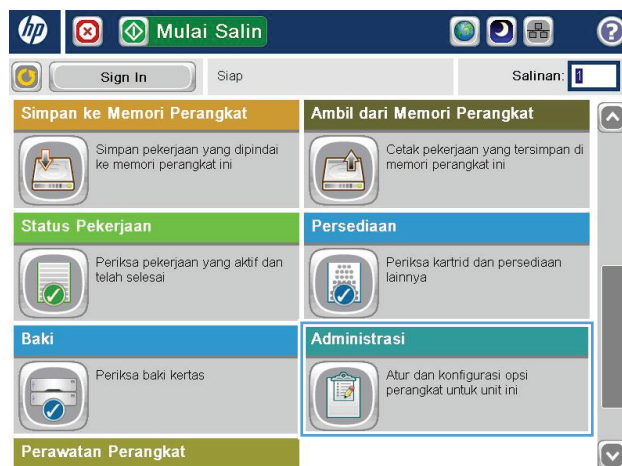 hp
Mulai Salin
?
Sign In
Siap
Salinan: 1
Simpan ke Memori Perangkat
Simpan pekerjaan yang dipindai
ke memori perangkat ini
Ambil dari Memori Perangkat
Cetak pekerjaan yang tersimpan di
memori perangkat ini
Status Pekerjaan
Periksa pekerjaan yang aktif dan
telah selesai
Persediaan
Periksa kartrid dan persediaan
lainnya
Baki
Periksa baki kertas
Administrasi
Atur dan konfigurasi opsi
perangkat untuk unit ini
Perawatan Perangkat